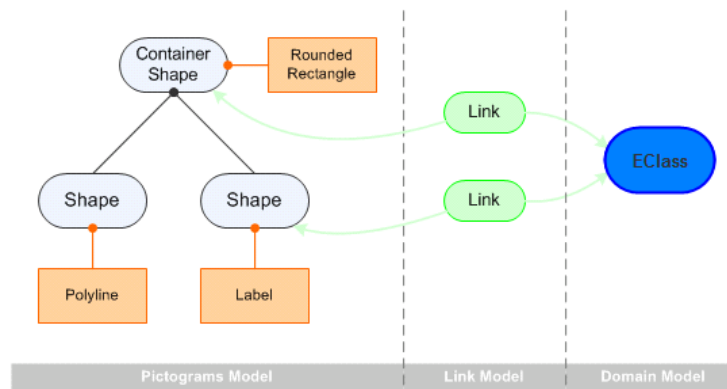 Container
Shape
Rounded
Rectangle
Link
EClass
Shape
Shape
Link
Polyline
Label
Pictograms Model
Link Model
Domain Model